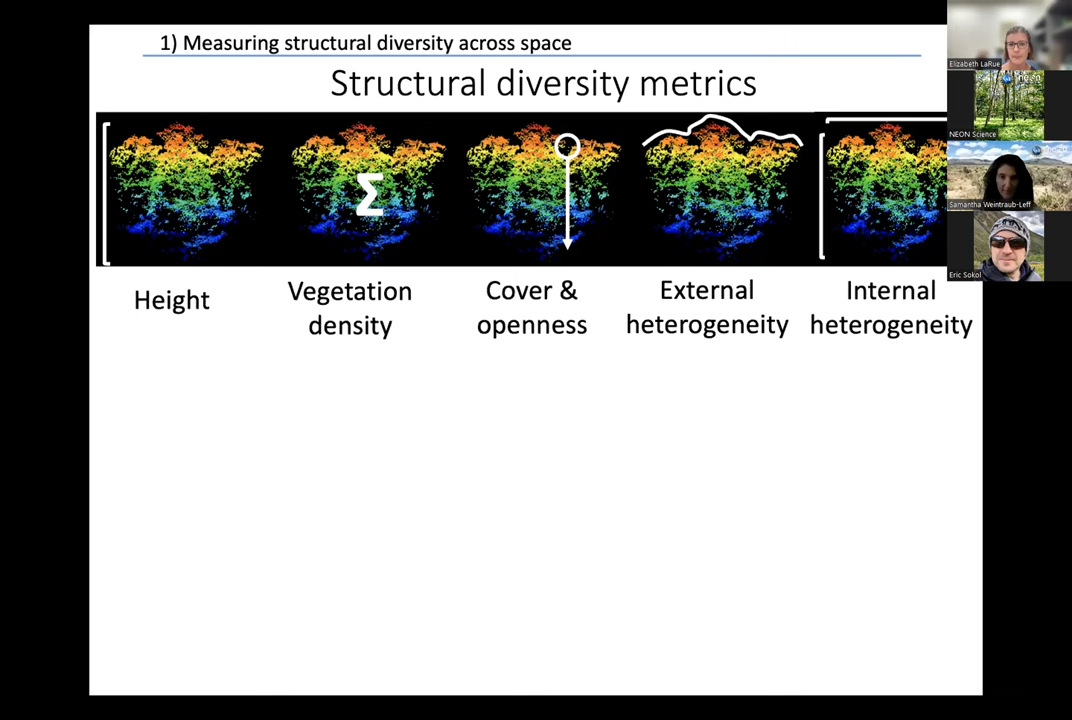 1) Measuring structural diversity across space
Structural diversity metrics
Σ
Height
Vegetation
density
Cover &
openness
External
heterogeneity
Internal
heterogeneity
Elizabeth LaRue
NEON Science
Samantha Weintraub-Leff
Eric Sokol